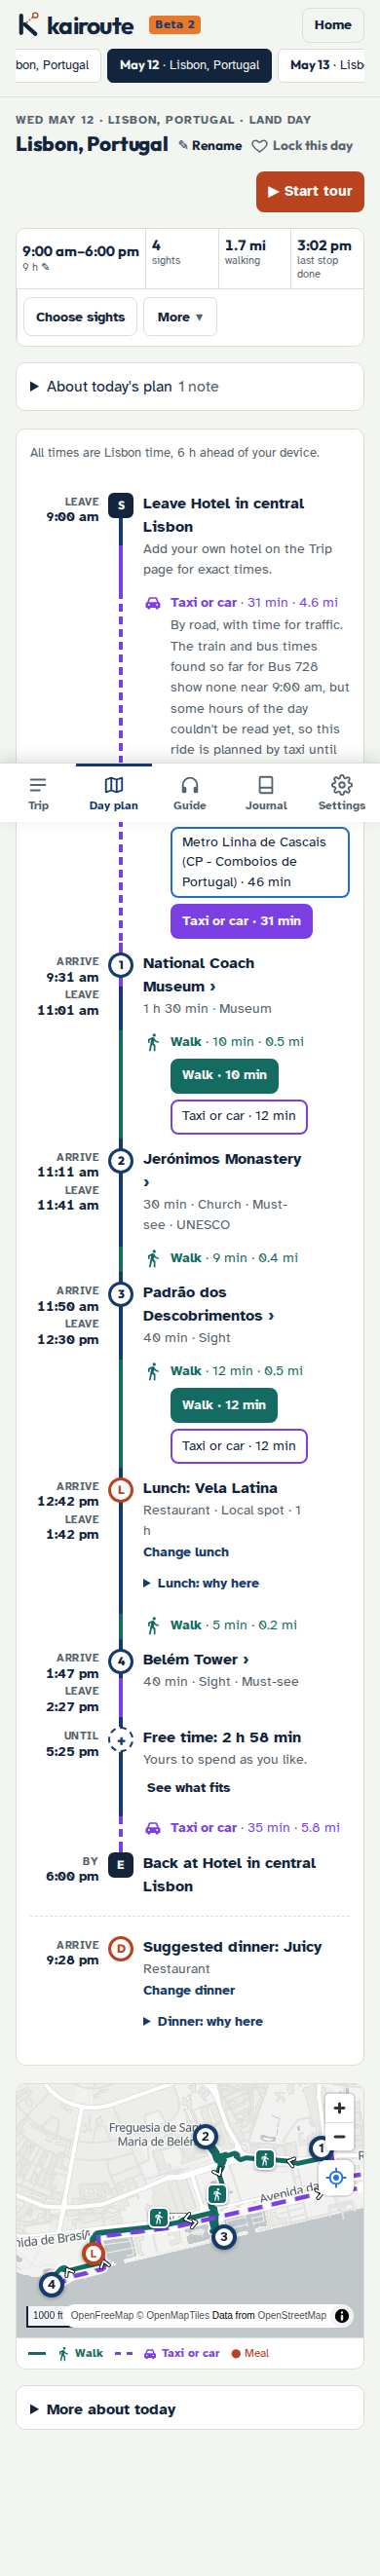 kairoute
Beta 2
Home
bon, Portugal
May 12 · Lisbon, Portugal
May 13 · Lisb
WED MAY 12 · LISBON, PORTUGAL · LAND DAY
Lisbon, Portugal ✎ Rename Lock this day
▶ Start tour
9:00 am–6:00 pm
9 h ✎
4
sights
1.7 mi
walking
3:02 pm
last stop
done
Choose sights
More ▾
▶ About today's plan 1 note
All times are Lisbon time, 6 h ahead of your device.
LEAVE
9:00 am
S
Leave Hotel in central
Lisbon
Add your own hotel on the Trip
page for exact times.
Taxi or car · 31 min · 4.6 mi
By road, with time for traffic.
The train and bus times
found so far for Bus 728
show none near 9:00 am, but
some hours of the day
couldn't be read yet, so this
ride is planned by taxi until
Trip
Day plan
Guide
Journal
Settings
Metro Linha de Cascais
(CP - Comboios de
Portugal) · 46 min
Taxi or car · 31 min
ARRIVE
9:31 am
LEAVE
11:01 am
1
National Coach
Museum ›
1 h 30 min · Museum
Walk · 10 min · 0.5 mi
Walk · 10 min
Taxi or car · 12 min
ARRIVE
11:11 am
LEAVE
11:41 am
2
Jerónimos Monastery
›
30 min · Church · Must-
see · UNESCO
Walk · 9 min · 0.4 mi
ARRIVE
11:50 am
LEAVE
12:30 pm
3
Padrão dos
Descobrimentos ›
40 min · Sight
Walk · 12 min · 0.5 mi
Walk · 12 min
Taxi or car · 12 min
ARRIVE
12:42 pm
LEAVE
1:42 pm
L
Lunch: Vela Latina
Restaurant · Local spot · 1
h
Change lunch
▶ Lunch: why here
Walk · 5 min · 0.2 mi
ARRIVE
1:47 pm
LEAVE
2:27 pm
4
Belém Tower ›
40 min · Sight · Must-see
UNTIL
5:25 pm
+
Free time: 2 h 58 min
Yours to spend as you like.
See what fits
Taxi or car · 35 min · 5.8 mi
BY
6:00 pm
E
Back at Hotel in central
Lisbon
ARRIVE
9:28 pm
D
Suggested dinner: Juicy
Restaurant
Change dinner
▶ Dinner: why here
Freguesia de San
Maria de Belé
2
1
+
−
Avenida da
3
nida de Brasí
L
4
1000 ft
OpenFreeMap © OpenMapTiles Data from OpenStreetMap
Walk
Taxi or car
Meal
▶ More about today